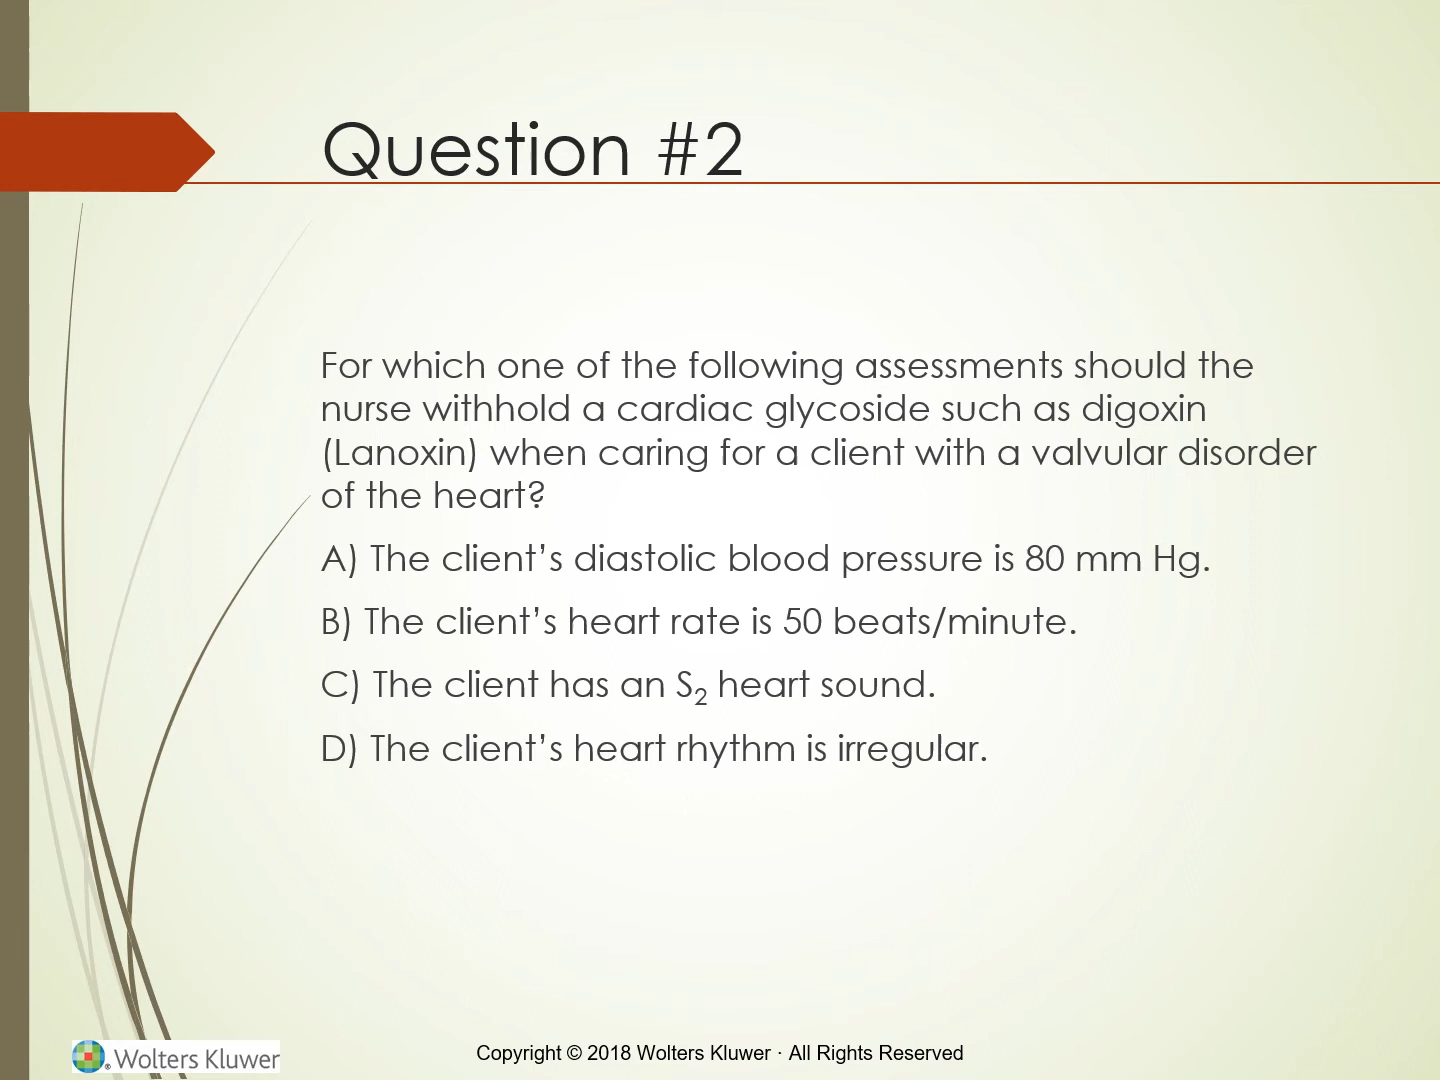 Question #2
For which one of the following assessments should the
nurse withhold a cardiac glycoside such as digoxin
(Lanoxin) when caring for a client with a valvular disorder
of the heart?
A) The client’s diastolic blood pressure is 80 mm Hg.
B) The client’s heart rate is 50 beats/minute.
C) The client has an S₂ heart sound.
D) The client’s heart rhythm is irregular.
Wolters Kluwer
Copyright © 2018 Wolters Kluwer · All Rights Reserved